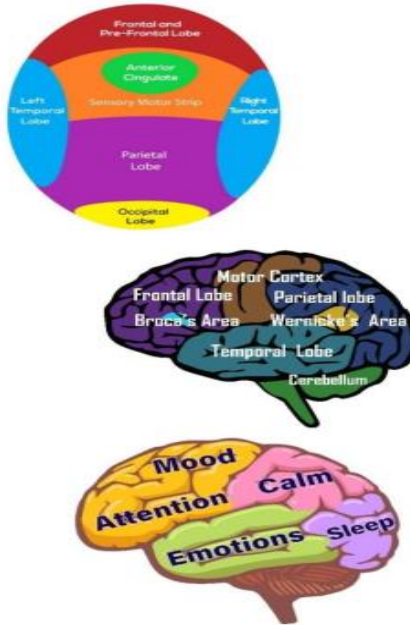 Frontal and
Pre-Frontal Lobe
Anterior
Cingulate
Sensory Motor Strip
Left
Temporal
Lobe
Right
Temporal
Lobe
Parietal
Lobe
Occipital
Lobe
Motor Cortex
Frontal Lobe
Parietal lobe
Broca's Area
Wernicke's Area
Temporal Lobe
Cerebellum
Mood
Calm
Attention
Emotions
Sleep